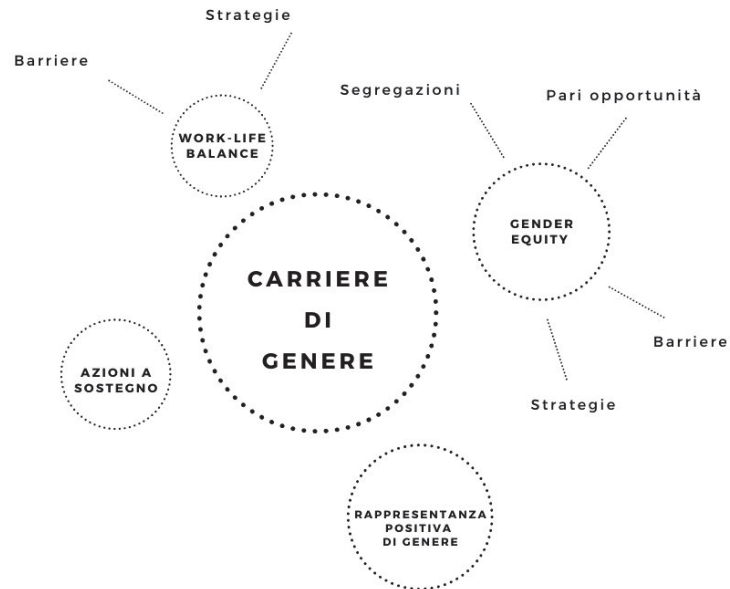 Strategie
Barriere
WORK-LIFE
BALANCE
Segregazioni
Pari opportunità
GENDER
EQUITY
Barriere
Strategie
CARRIERE
DI
GENERE
AZIONI A
SOSTEGNO
RAPPRESENTANZA
POSITIVA
DI GENERE